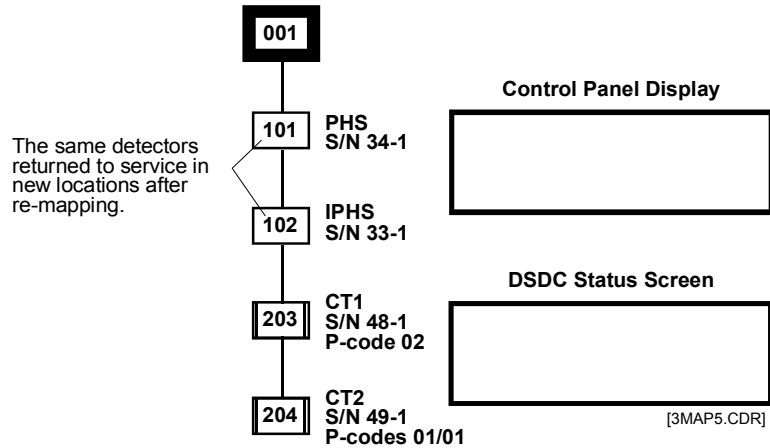 001
Control Panel Display
101
PHS
S/N 34-1
The same detectors
returned to service in
new locations after
re-mapping.
102
IPHS
S/N 33-1
DSDC Status Screen
203
CT1
S/N 48-1
P-code 02
204
CT2
S/N 49-1
P-codes 01/01
[3MAP5.CDR]